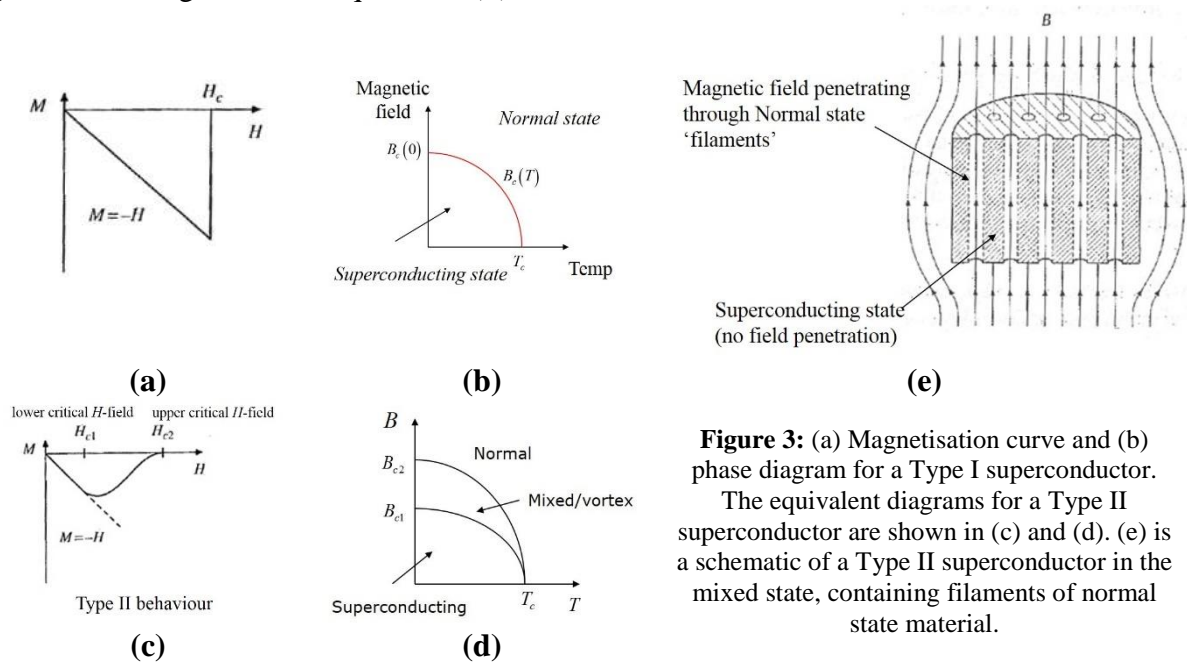 M
H_c
H
M = –H
(a)
Magnetic
field
Normal state
B_c(0)
B_c(T)
Superconducting state
T_c
Temp
(b)
B
Magnetic field penetrating
through Normal state
‘filaments’
Superconducting state
(no field penetration)
(e)
lower critical H-field
upper critical H-field
H_c1
H_c2
M
H
M = –H
Type II behaviour
(c)
B
Normal
B_c2
Mixed/vortex
B_c1
Superconducting
T_c
T
(d)
Figure 3: (a) Magnetisation curve and (b)
phase diagram for a Type I superconductor.
The equivalent diagrams for a Type II
superconductor are shown in (c) and (d). (e) is
a schematic of a Type II superconductor in the
mixed state, containing filaments of normal
state material.